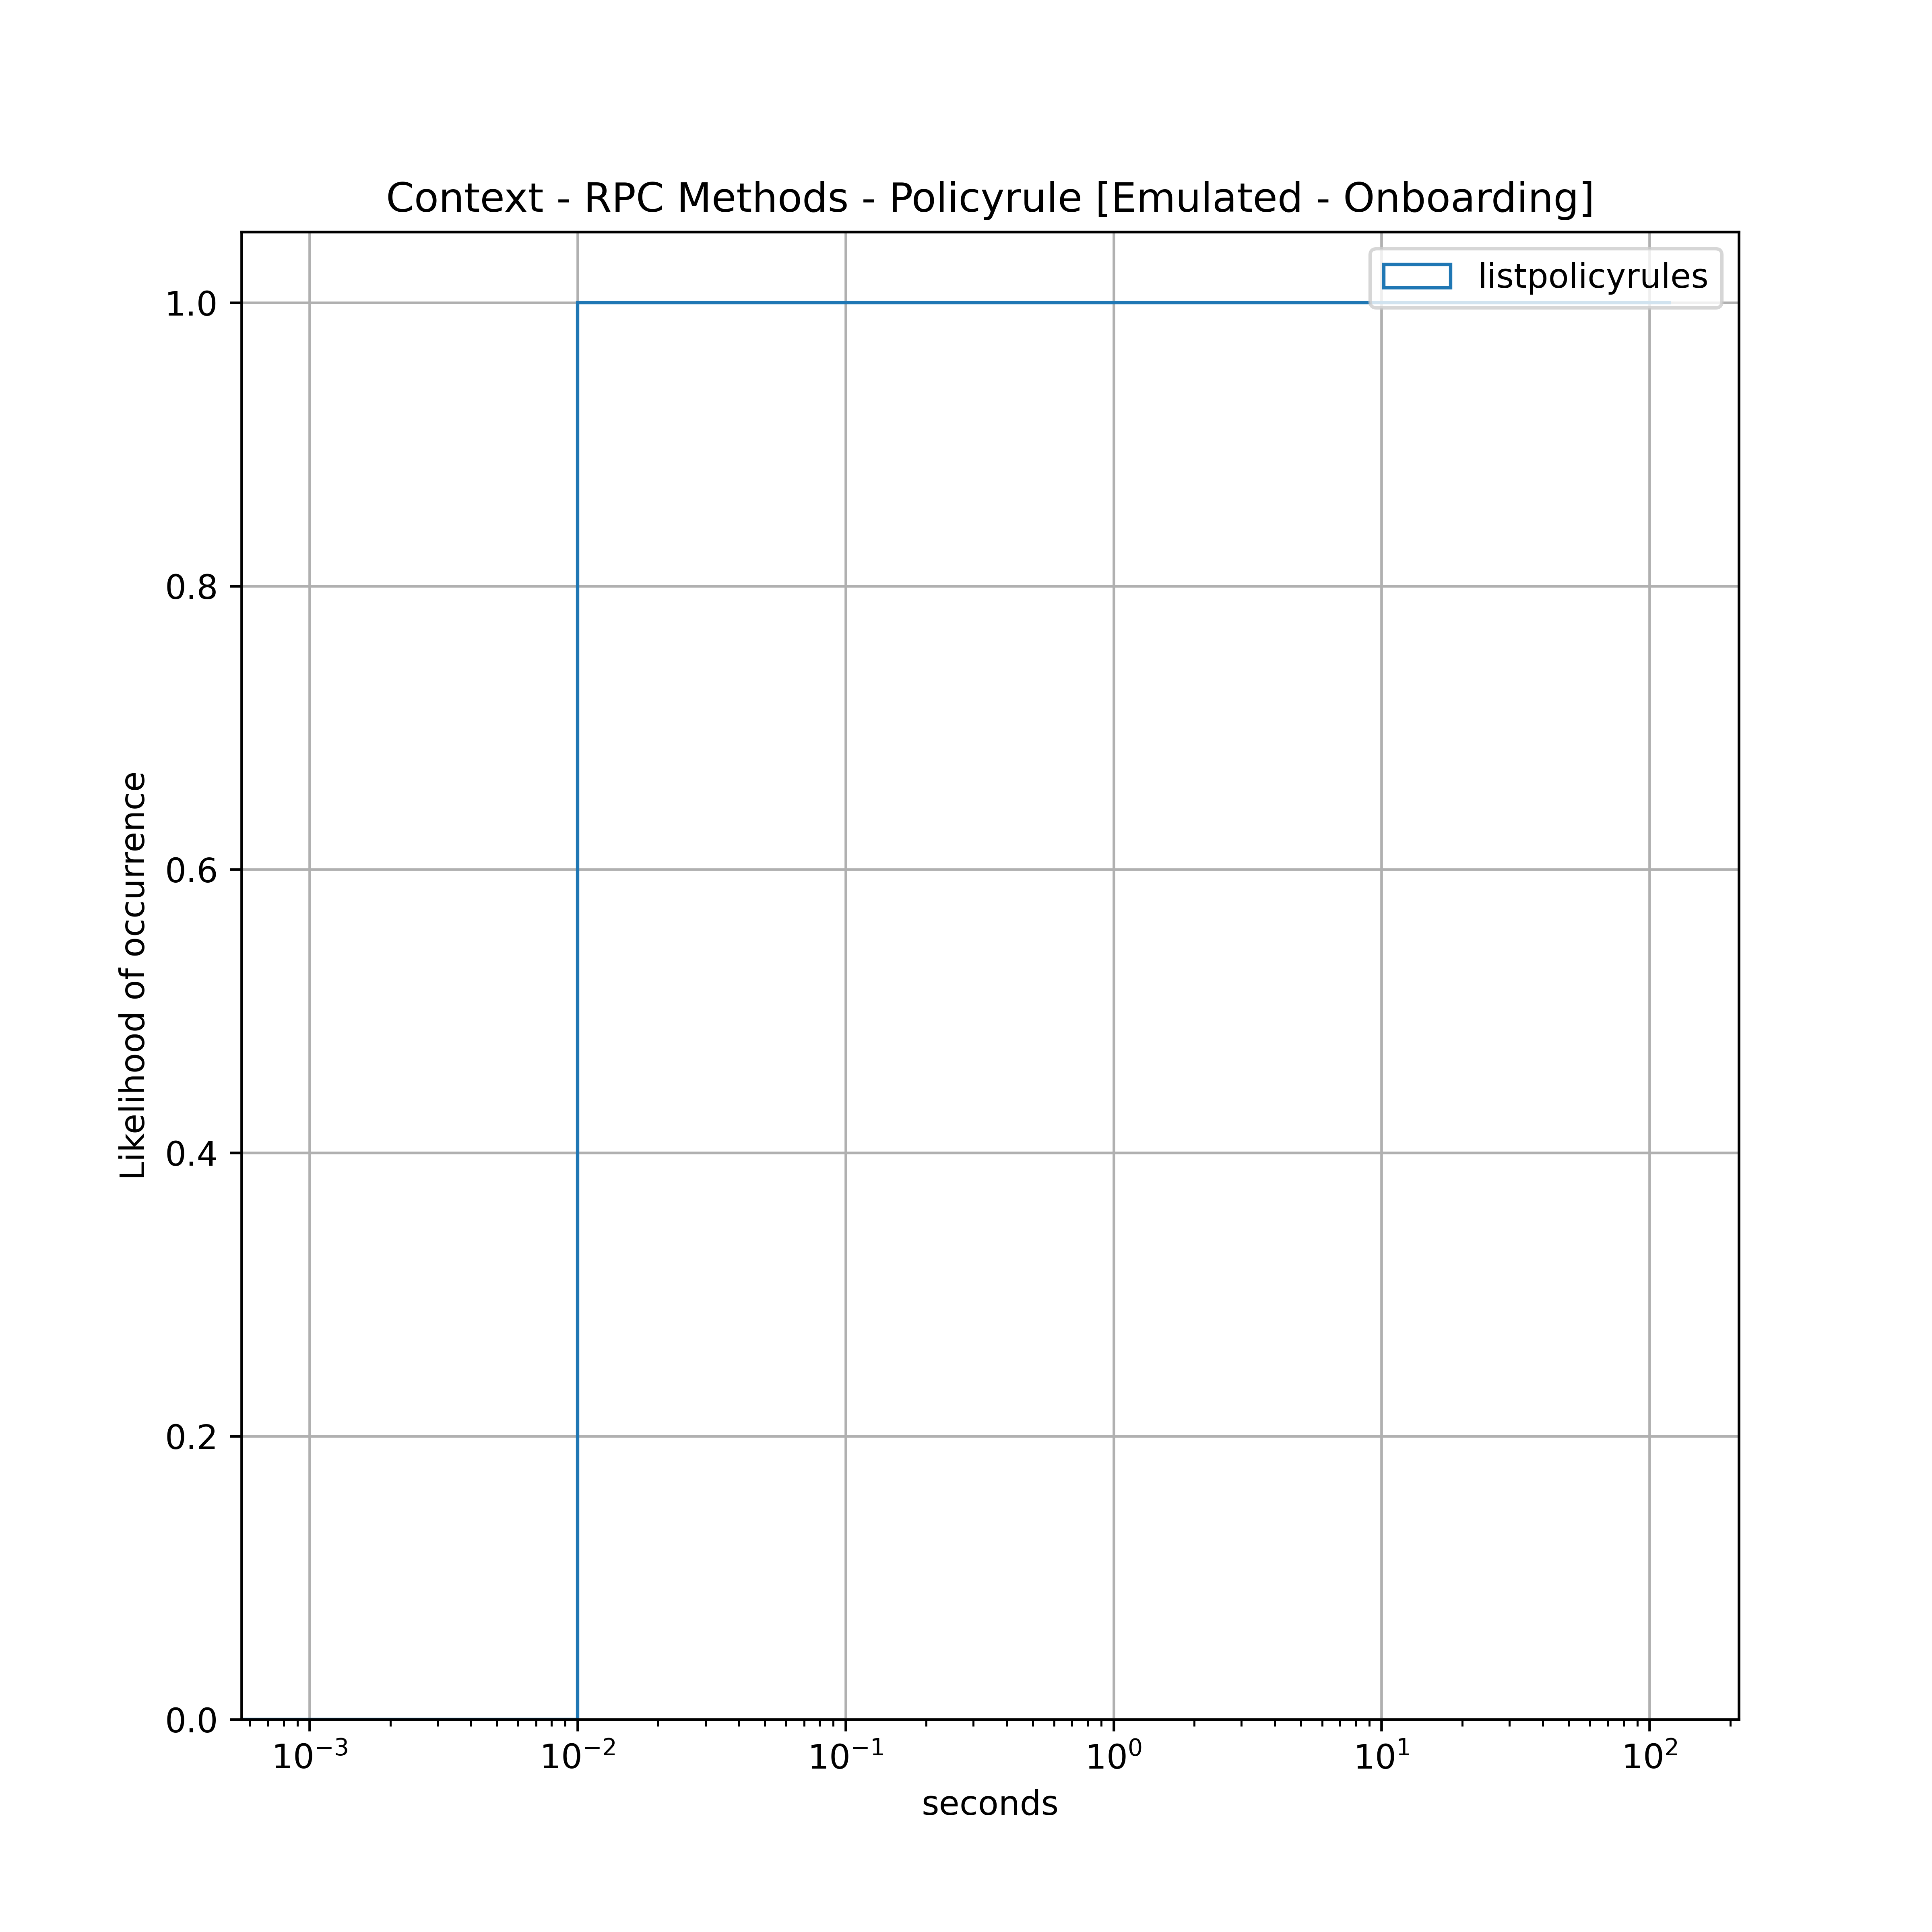 Context - RPC Methods - Policyrule [Emulated - Onboarding]
listpolicyrules
1.0
0.8
0.6
0.4
0.2
0.0
Likelihood of occurrence
10⁻³ 10⁻² 10⁻¹ 10⁰ 10¹ 10²
seconds